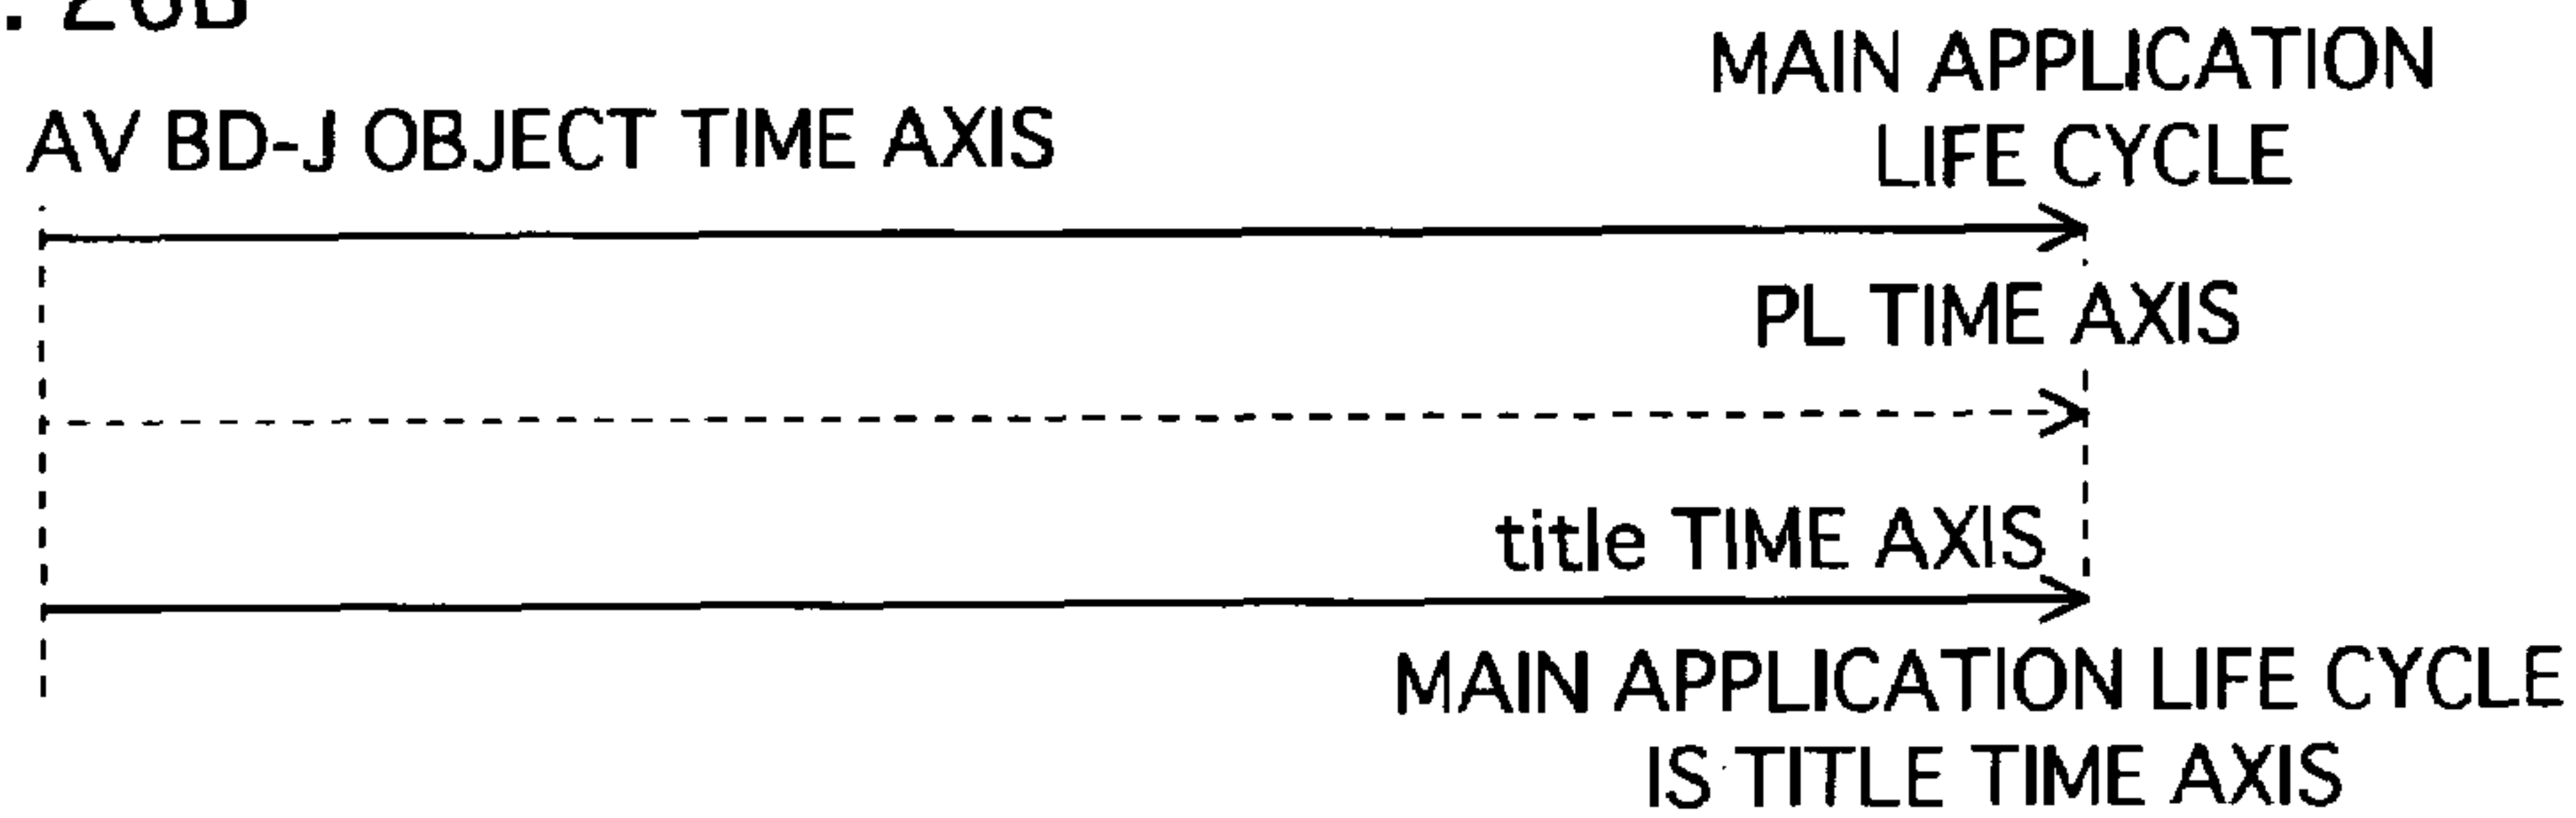 MAIN APPLICATION
AV BD-J OBJECT TIME AXIS
LIFE CYCLE
PL TIME AXIS
title TIME AXIS
MAIN APPLICATION LIFE CYCLE
IS TITLE TIME AXIS